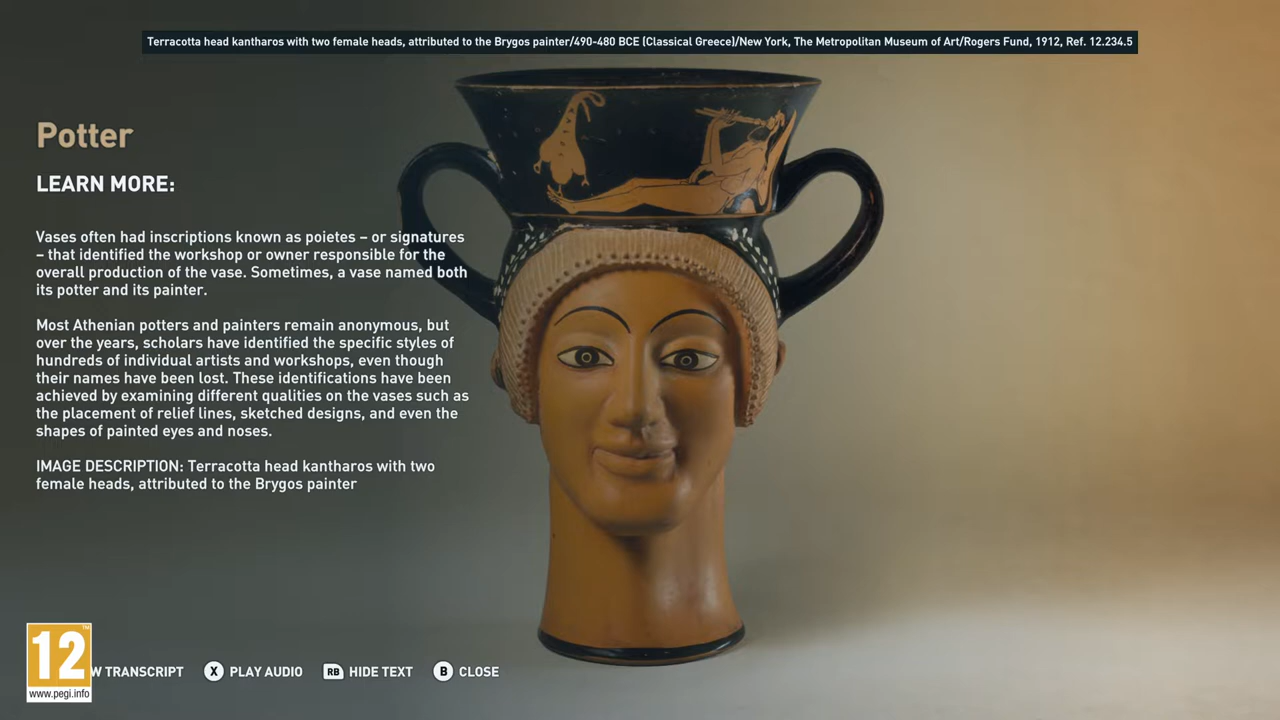 Terracotta head kantharos with two female heads, attributed to the Brygos painter/490-480 BCE (Classical Greece)/New York, The Metropolitan Museum of Art/Rogers Fund, 1912, Ref. 12.234.5
Potter
LEARN MORE:
Vases often had inscriptions known as poietes – or signatures
– that identified the workshop or owner responsible for the
overall production of the vase. Sometimes, a vase named both
its potter and its painter.
Most Athenian potters and painters remain anonymous, but
over the years, scholars have identified the specific styles of
hundreds of individual artists and workshops, even though
their names have been lost. These identifications have been
achieved by examining different qualities on the vases such as
the placement of relief lines, sketched designs, and even the
shapes of painted eyes and noses.
IMAGE DESCRIPTION: Terracotta head kantharos with two
female heads, attributed to the Brygos painter
12
TM
www.pegi.info
W TRANSCRIPT X PLAY AUDIO RB HIDE TEXT B CLOSE